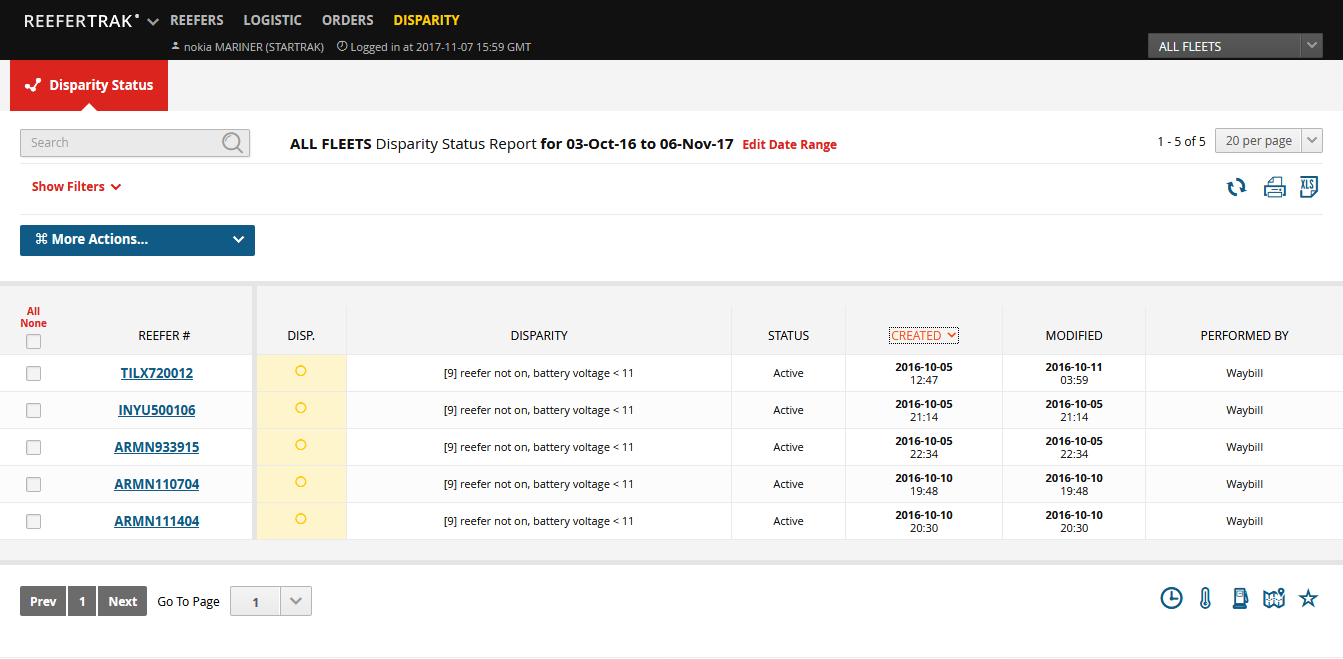 REEFERTRAK REEFERS LOGISTIC ORDERS DISPARITY
nokia MARINER (STARTRAK) Logged in at 2017-11-07 15:59 GMT
ALL FLEETS
Disparity Status
Search
ALL FLEETS Disparity Status Report for 03-Oct-16 to 06-Nov-17 Edit Date Range
1 - 5 of 5 20 per page
Show Filters
XLS
⌘ More Actions...
All
None
REEFER # DISP. DISPARITY STATUS CREATED MODIFIED PERFORMED BY
TILX720012 [9] reefer not on, battery voltage < 11 Active 2016-10-05 12:47 2016-10-11 03:59 Waybill
INYU500106 [9] reefer not on, battery voltage < 11 Active 2016-10-05 21:14 2016-10-05 21:14 Waybill
ARMN933915 [9] reefer not on, battery voltage < 11 Active 2016-10-05 22:34 2016-10-05 22:34 Waybill
ARMN110704 [9] reefer not on, battery voltage < 11 Active 2016-10-10 19:48 2016-10-10 19:48 Waybill
ARMN111404 [9] reefer not on, battery voltage < 11 Active 2016-10-10 20:30 2016-10-10 20:30 Waybill
Prev 1 Next Go To Page 1